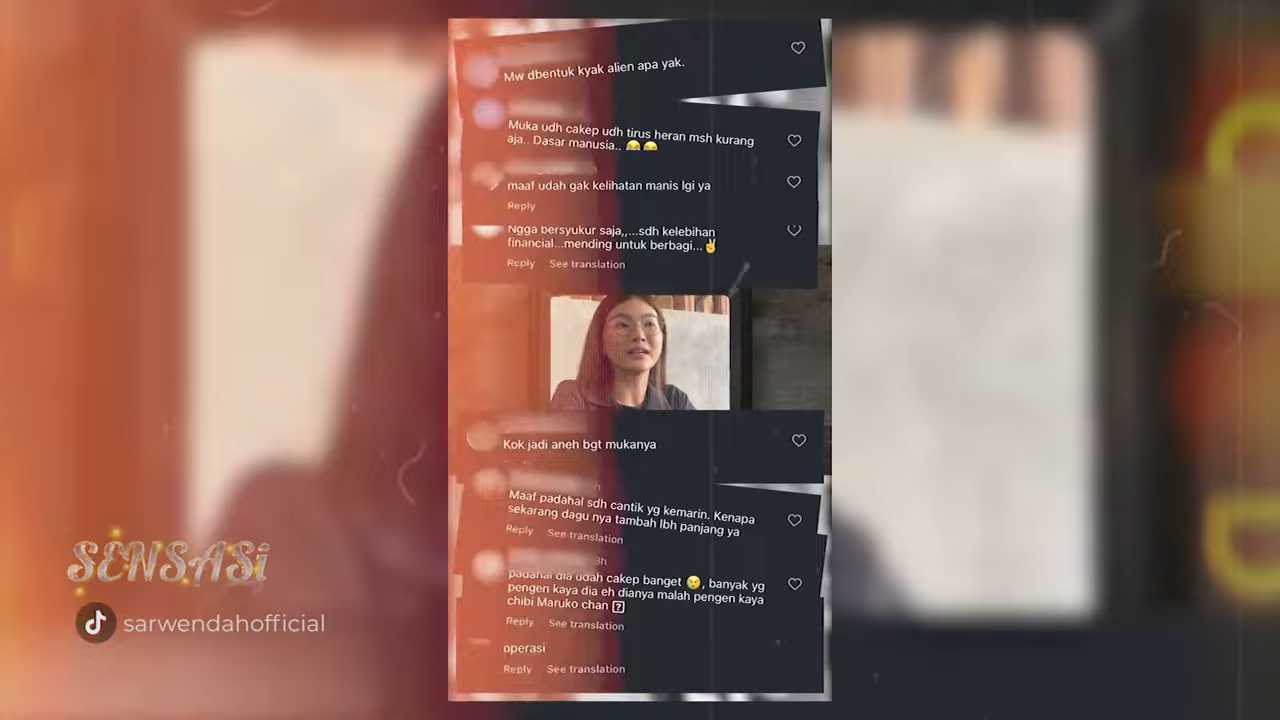 Mw dbentuk kyak alien apa yak.
Muka udh cakep udh tirus heran msh kurang
aja.. Dasar manusia.. 😂😂
maaf udah gak kelihatan manis lgi ya
Reply
Ngga bersyukur saja,,...sdh kelebihan
financial...mending untuk berbagi...✌
Reply See translation
Kok jadi aneh bgt mukanya
Maaf padahal sdh cantik yg kemarin. Kenapa
sekarang dagu nya tambah lbh panjang ya
Reply See translation
padahal dia udah cakep banget 😢, banyak yg
pengen kaya dia eh dianya malah pengen kaya
chibi Maruko chan
Reply See translation
operasi
Reply See translation
SENSASi
sarwendahofficial